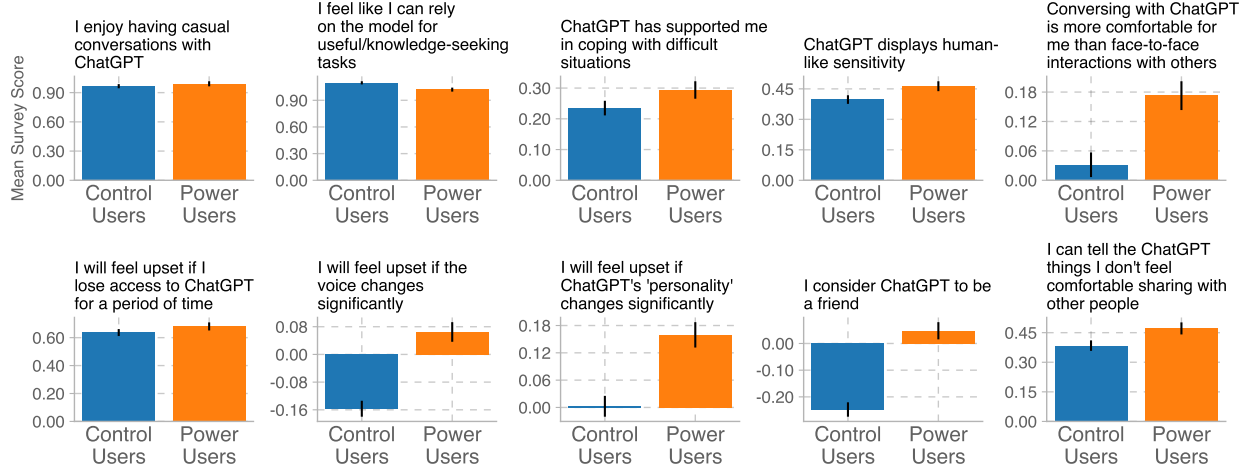 Mean Survey Score
I enjoy having casual
conversations with
ChatGPT
0.90
0.60
0.30
0.00
Control
Users
Power
Users
I feel like I can rely
on the model for
useful/knowledge-seeking
tasks
0.90
0.60
0.30
0.00
Control
Users
Power
Users
ChatGPT has supported me
in coping with difficult
situations
0.30
0.20
0.10
0.00
Control
Users
Power
Users
ChatGPT displays human-
like sensitivity
0.45
0.30
0.15
0.00
Control
Users
Power
Users
Conversing with ChatGPT
is more comfortable for
me than face-to-face
interactions with others
0.18
0.12
0.06
0.00
Control
Users
Power
Users
I will feel upset if I
lose access to ChatGPT
for a period of time
0.60
0.40
0.20
0.00
Control
Users
Power
Users
I will feel upset if the
voice changes
significantly
0.08
0.00
-0.08
-0.16
Control
Users
Power
Users
I will feel upset if
ChatGPT's 'personality'
changes significantly
0.18
0.12
0.06
0.00
Control
Users
Power
Users
I consider ChatGPT to be
a friend
0.00
-0.10
-0.20
Control
Users
Power
Users
I can tell the ChatGPT
things I don't feel
comfortable sharing with
other people
0.45
0.30
0.15
0.00
Control
Users
Power
Users